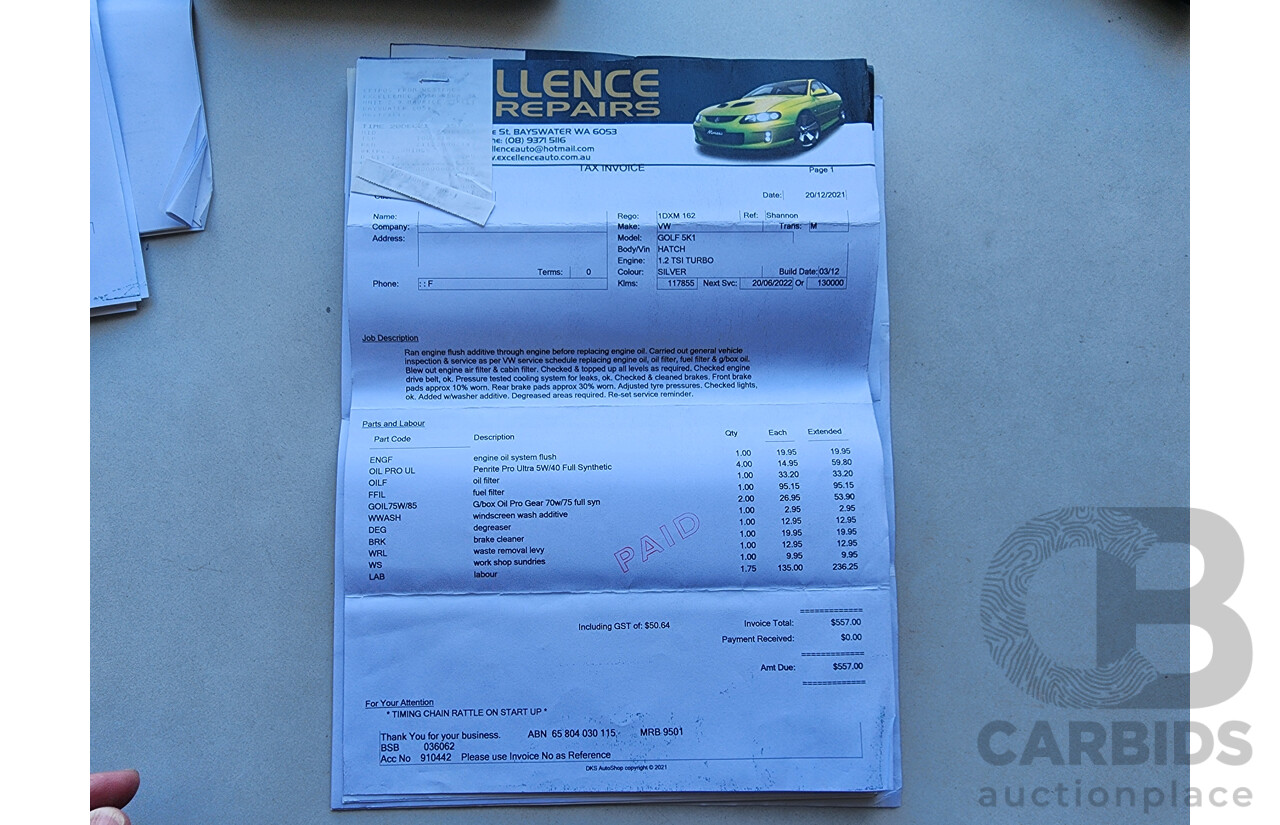 LLENCE
REPAIRS
e St. BAYSWATER WA 6053
ne: (08) 9371 5116
llenceauto@hotmail.com
.excellenceauto.com.au
TAX INVOICE Page 1
Date: 20/12/2021
Name: Rego: 1DXM 162 Ref: Shannon
Company: Make: VW Trans: M
Address: Model: GOLF 5K1
Body/Vin HATCH
Engine: 1.2 TSI TURBO
Terms: 0 Colour: SILVER Build Date: 03/12
Phone: : : F Klms: 117855 Next Svc: 20/06/2022 Or 130000
Job Description
Ran engine flush additive through engine before replacing engine oil. Carried out general vehicle
inspection & service as per VW service schedule replacing engine oil, oil filter, fuel filter & g/box oil.
Blew out engine air filter & cabin filter. Checked & topped up all levels as required. Checked engine
drive belt, ok. Pressure tested cooling system for leaks, ok. Checked & cleaned brakes. Front brake
pads approx 10% worn. Rear brake pads approx 30% worn. Adjusted tyre pressures. Checked lights,
ok. Added w/washer additive. Degreased areas required. Re-set service reminder.
Parts and Labour
Part Code Description Qty Each Extended
ENGF engine oil system flush 1.00 19.95 19.95
OIL PRO UL Penrite Pro Ultra 5W/40 Full Synthetic 4.00 14.95 59.80
OILF oil filter 1.00 33.20 33.20
FFIL fuel filter 1.00 95.15 95.15
GOIL75W/85 G/box Oil Pro Gear 70w/75 full syn 2.00 26.95 53.90
WWASH windscreen wash additive 1.00 2.95 2.95
DEG degreaser 1.00 12.95 12.95
BRK brake cleaner 1.00 19.95 19.95
WRL waste removal levy 1.00 12.95 12.95
WS work shop sundries 1.00 9.95 9.95
LAB labour 1.75 135.00 236.25
PAID
Including GST of: $50.64 Invoice Total: $557.00
Payment Received: $0.00
Amt Due: $557.00
For Your Attention
* TIMING CHAIN RATTLE ON START UP *
Thank You for your business. ABN 65 804 030 115 MRB 9501
BSB 036062
Acc No 910442 Please use Invoice No as Reference
DKS AutoShop copyright © 2021
CB
CARBIDS
auctionplace